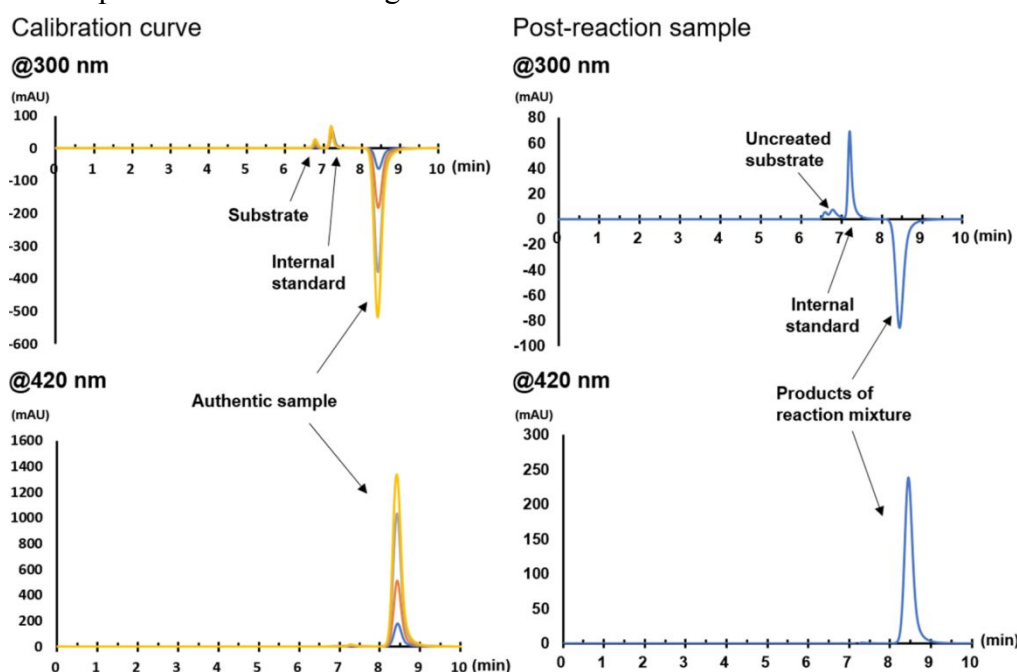 Calibration curve
@300 nm
(mAU)
100
0
-100
-200
-300
-400
-500
-600
0 1 2 3 4 5 6 7 8 9 10 (min)
Substrate
Internal
standard
@420 nm
(mAU)
Authentic sample
1600
1400
1200
1000
800
600
400
200
0
0 1 2 3 4 5 6 7 8 9 10
Post-reaction sample
@300 nm
(mAU)
80
60
40
20
0
-20
-40
-60
-80
-100
Uncreated
substrate
0 1 2 3 4 5 6 7 8 9 10 (min)
Internal
standard
@420 nm
(mAU)
Products of
reaction mixture
300
250
200
150
100
50
0
(min)
0 1 2 3 4 5 6 7 8 9 10